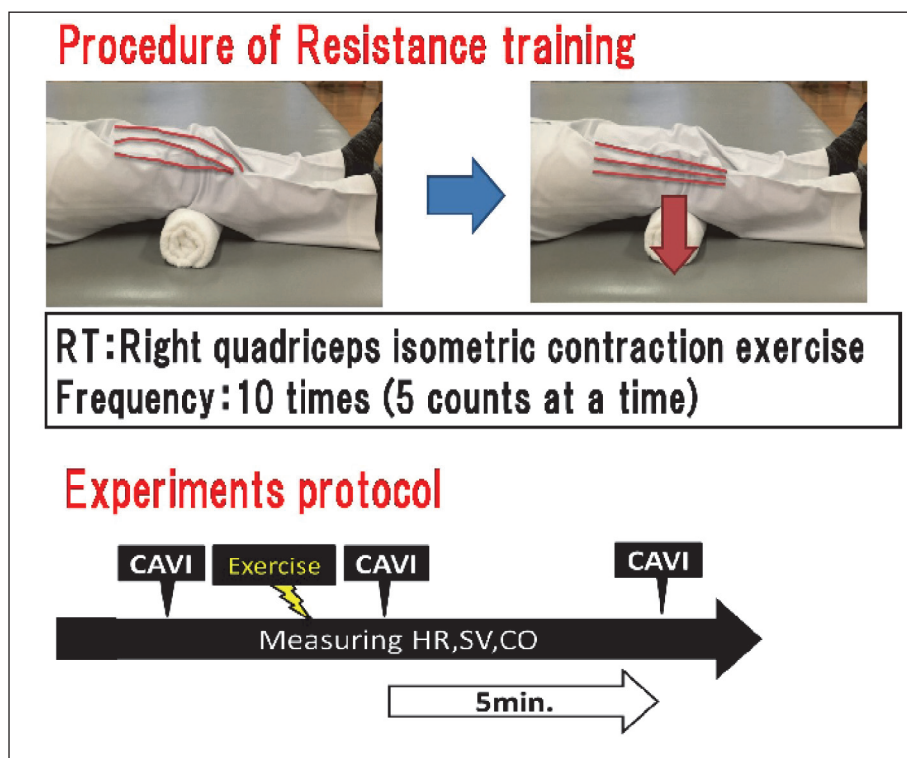 Procedure of Resistance training
RT:Right quadriceps isometric contraction exercise
Frequency:10 times (5 counts at a time)
Experiments protocol
CAVI
Exercise
CAVI
CAVI
Measuring HR,SV,CO
5min.